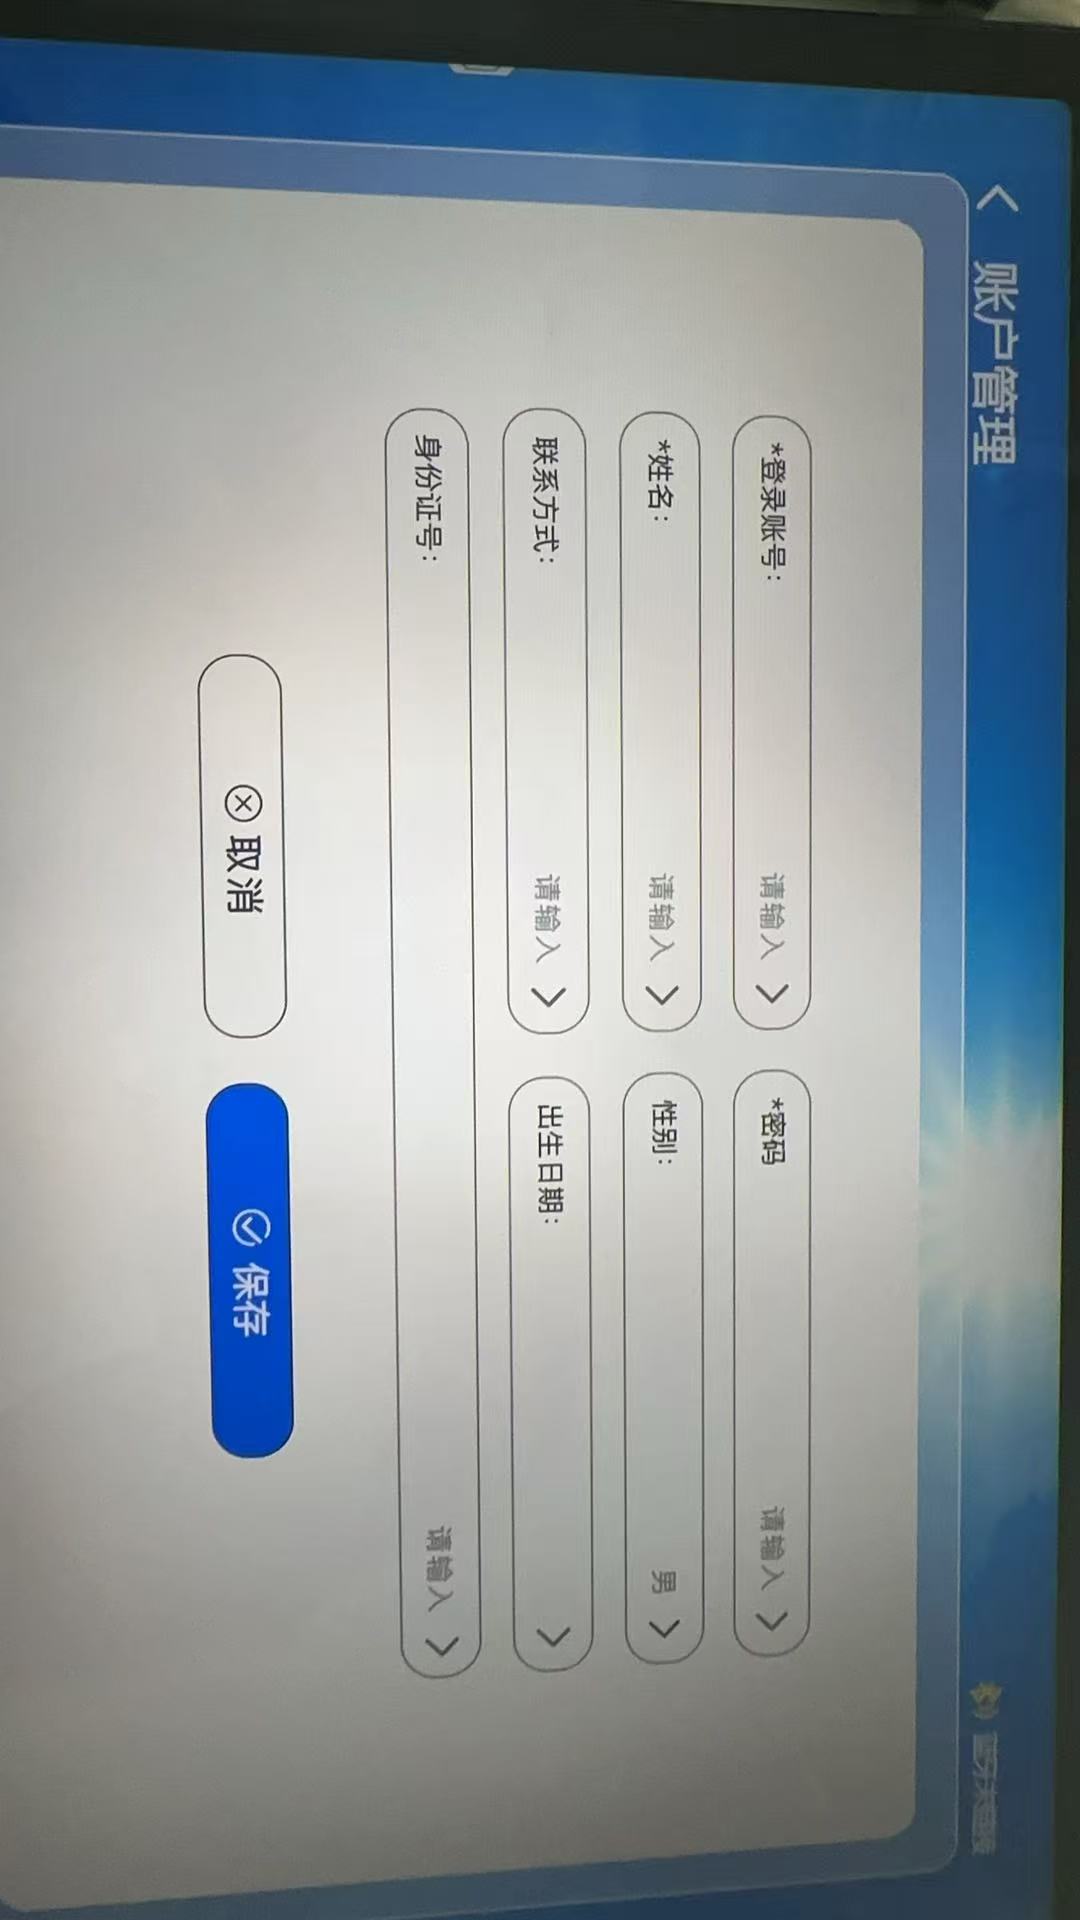 账户管理
*登录账号: 请输入
*密码 请输入
*姓名: 请输入
性别: 男
联系方式: 请输入
出生日期:
身份证号: 请输入
取消
保存